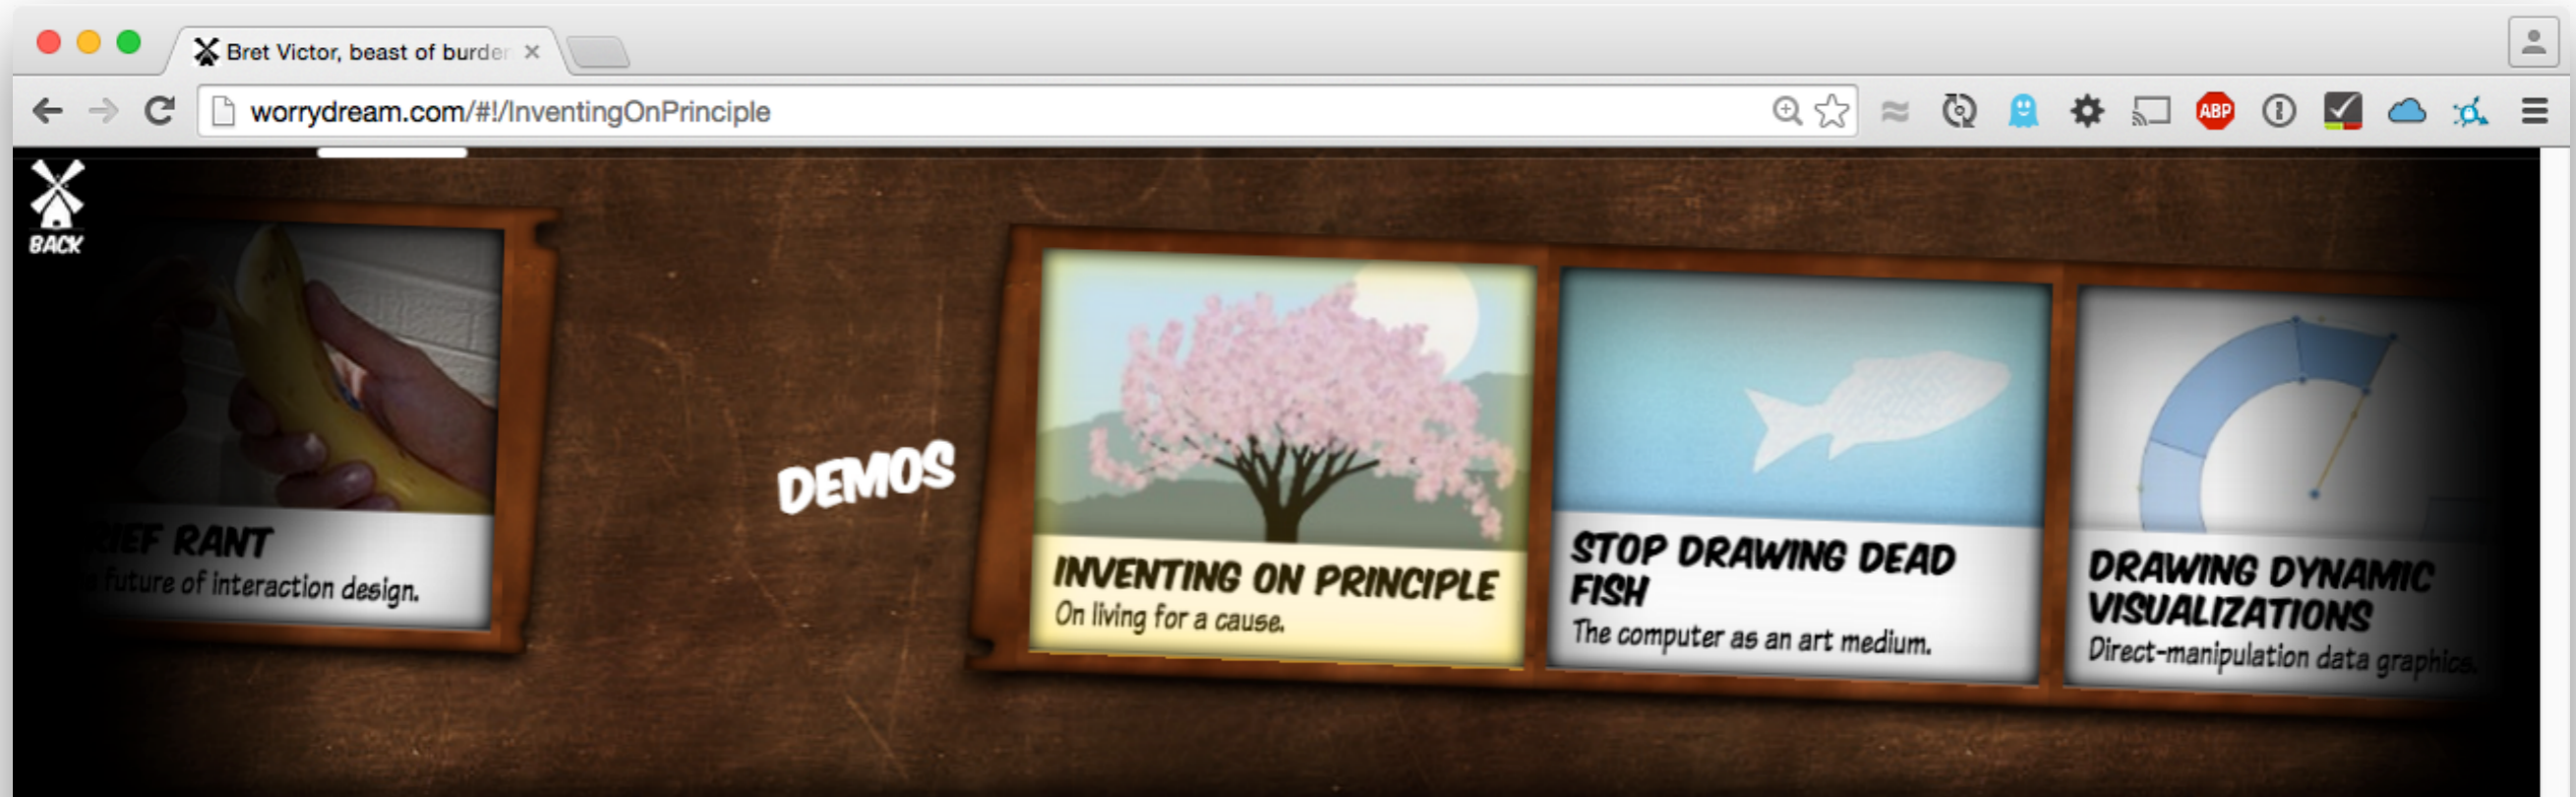 Bret Victor, beast of burden
worrydream.com/#!/InventingOnPrinciple
ABP
BACK
RIEF RANT
a future of interaction design.
DEMOS
INVENTING ON PRINCIPLE
On living for a cause.
STOP DRAWING DEAD
FISH
The computer as an art medium.
DRAWING DYNAMIC
VISUALIZATIONS
Direct-manipulation data graphics.